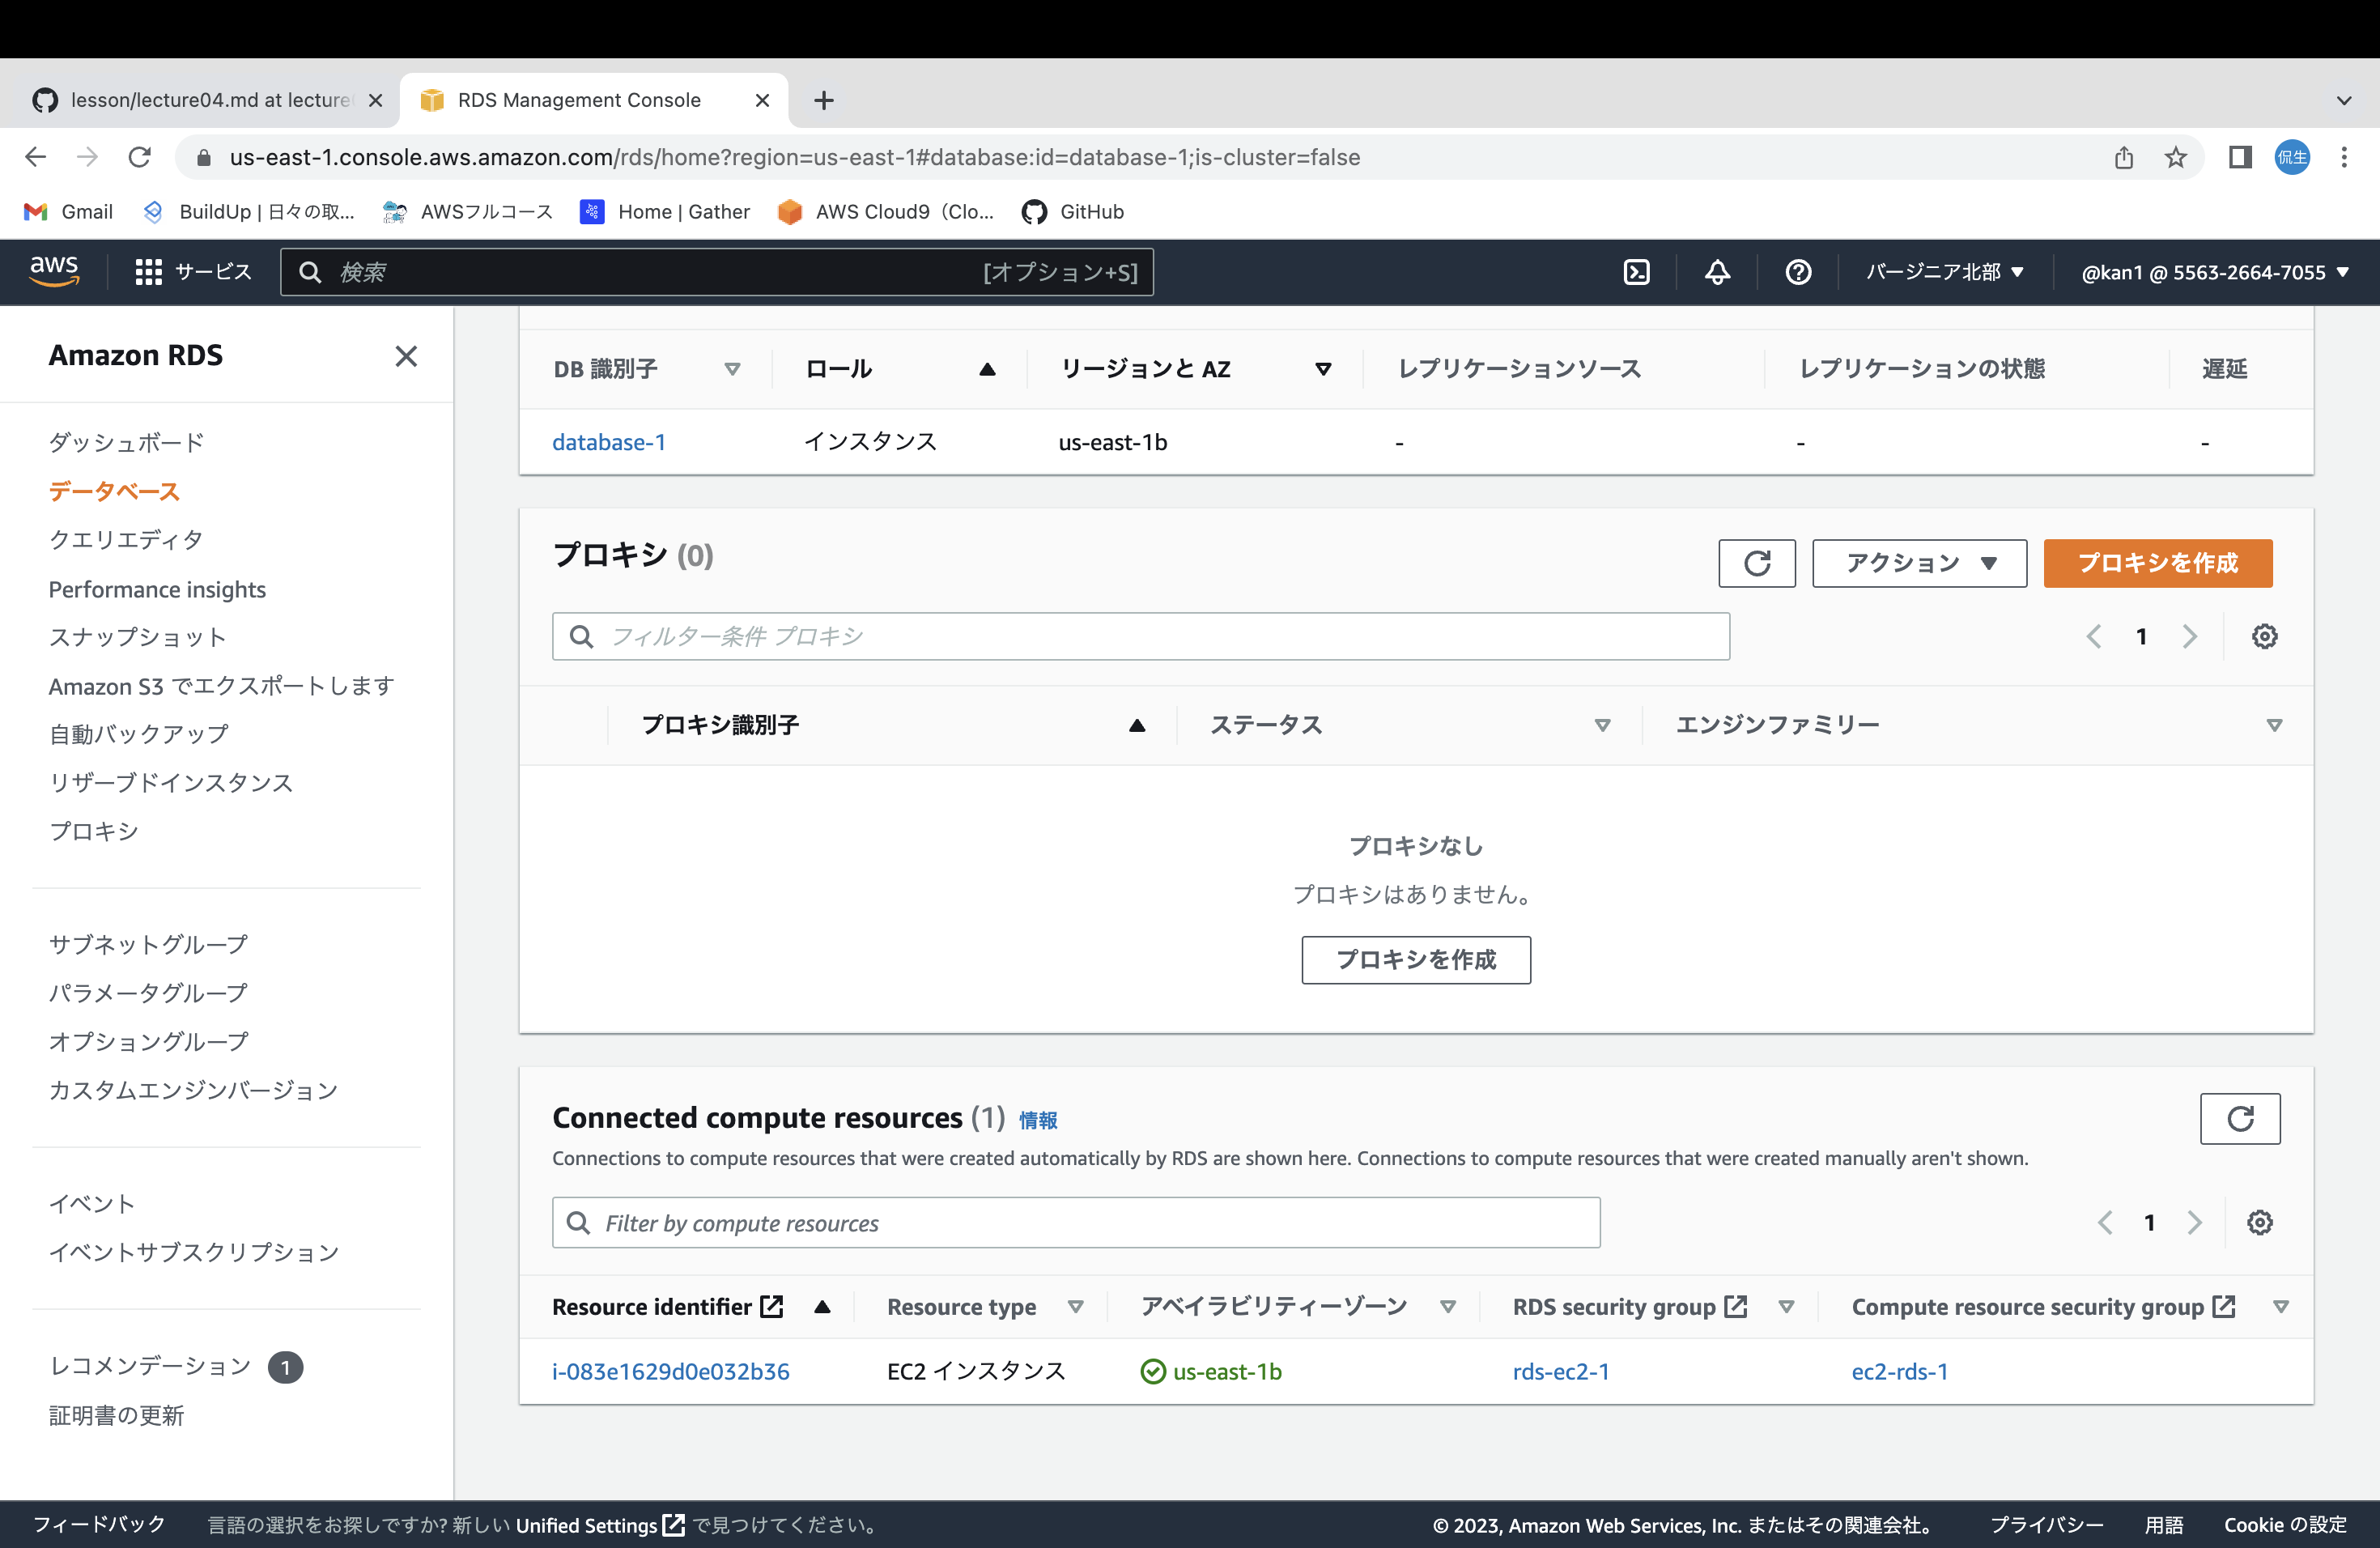 lesson/lecture04.md at lecture
RDS Management Console
us-east-1.console.aws.amazon.com/rds/home?region=us-east-1#database:id=database-1;is-cluster=false
侃生
Gmail
BuildUp | 日々の取...
AWSフルコース
Home | Gather
AWS Cloud9（Clo...
GitHub
aws
サービス
検索
[オプション+S]
バージニア北部
@kan1 @ 5563-2664-7055
Amazon RDS
ダッシュボード
データベース
クエリエディタ
Performance insights
スナップショット
Amazon S3 でエクスポートします
自動バックアップ
リザーブドインスタンス
プロキシ
サブネットグループ
パラメータグループ
オプショングループ
カスタムエンジンバージョン
イベント
イベントサブスクリプション
レコメンデーション 1
証明書の更新
DB 識別子 ロール リージョンと AZ レプリケーションソース レプリケーションの状態 遅延
database-1 インスタンス us-east-1b - - -
プロキシ (0)
アクション
プロキシを作成
フィルター条件 プロキシ
1
プロキシ識別子 ステータス エンジンファミリー
プロキシなし
プロキシはありません。
プロキシを作成
Connected compute resources (1) 情報
Connections to compute resources that were created automatically by RDS are shown here. Connections to compute resources that were created manually aren't shown.
Filter by compute resources
1
Resource identifier Resource type アベイラビリティーゾーン RDS security group Compute resource security group
i-083e1629d0e032b36 EC2 インスタンス us-east-1b rds-ec2-1 ec2-rds-1
フィードバック
言語の選択をお探しですか? 新しい Unified Settings で見つけてください。
© 2023, Amazon Web Services, Inc. またはその関連会社。
プライバシー
用語
Cookie の設定